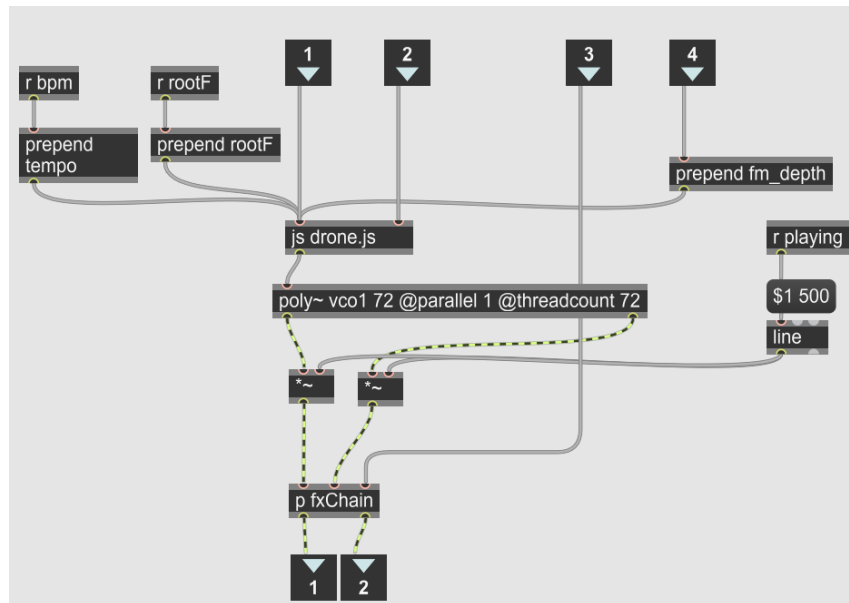 1
2
3
4
r bpm
r rootF
prepend
tempo
prepend rootF
prepend fm_depth
js drone.js
r playing
poly~ vco1 72 @parallel 1 @threadcount 72
$1 500
line
*~
*~
p fxChain
1
2